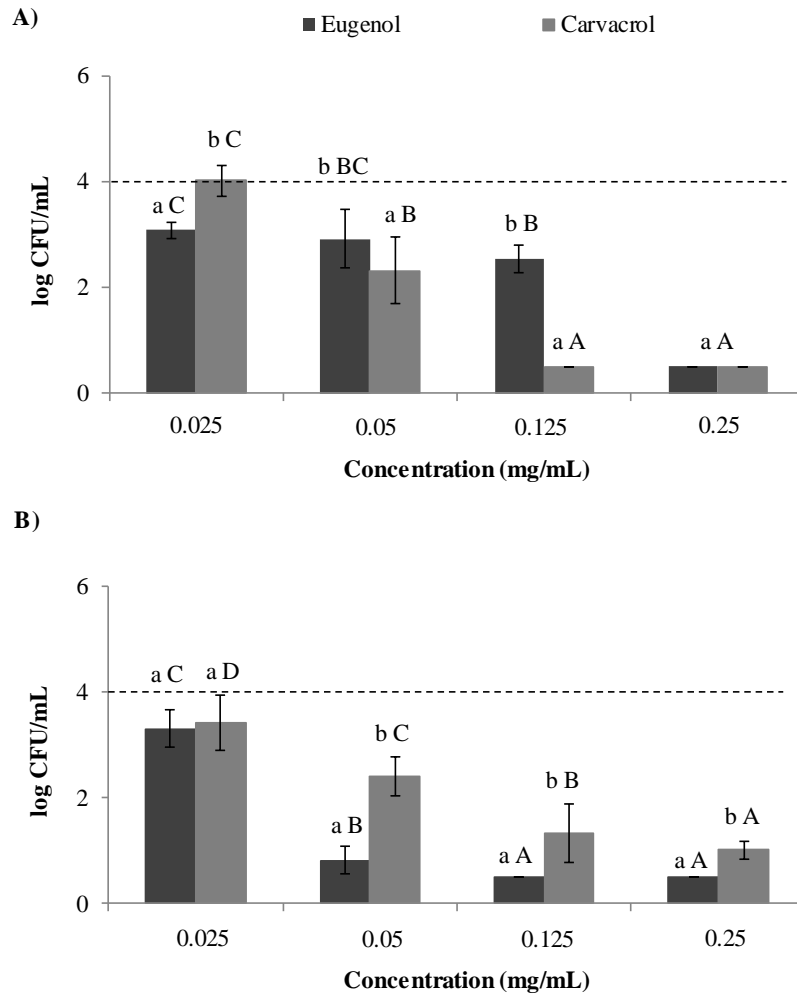 A)
Eugenol Carvacrol
6
b C
b BC
4
a C
a B
b B
2
a A
a A
0
0.025 0.05 0.125 0.25
log CFU/mL
Concentration (mg/mL)
B)
6
a C a D
4
b C
b B
2
a B
b A
a A
a A
0
0.025 0.05 0.125 0.25
log CFU/mL
Concentration (mg/mL)